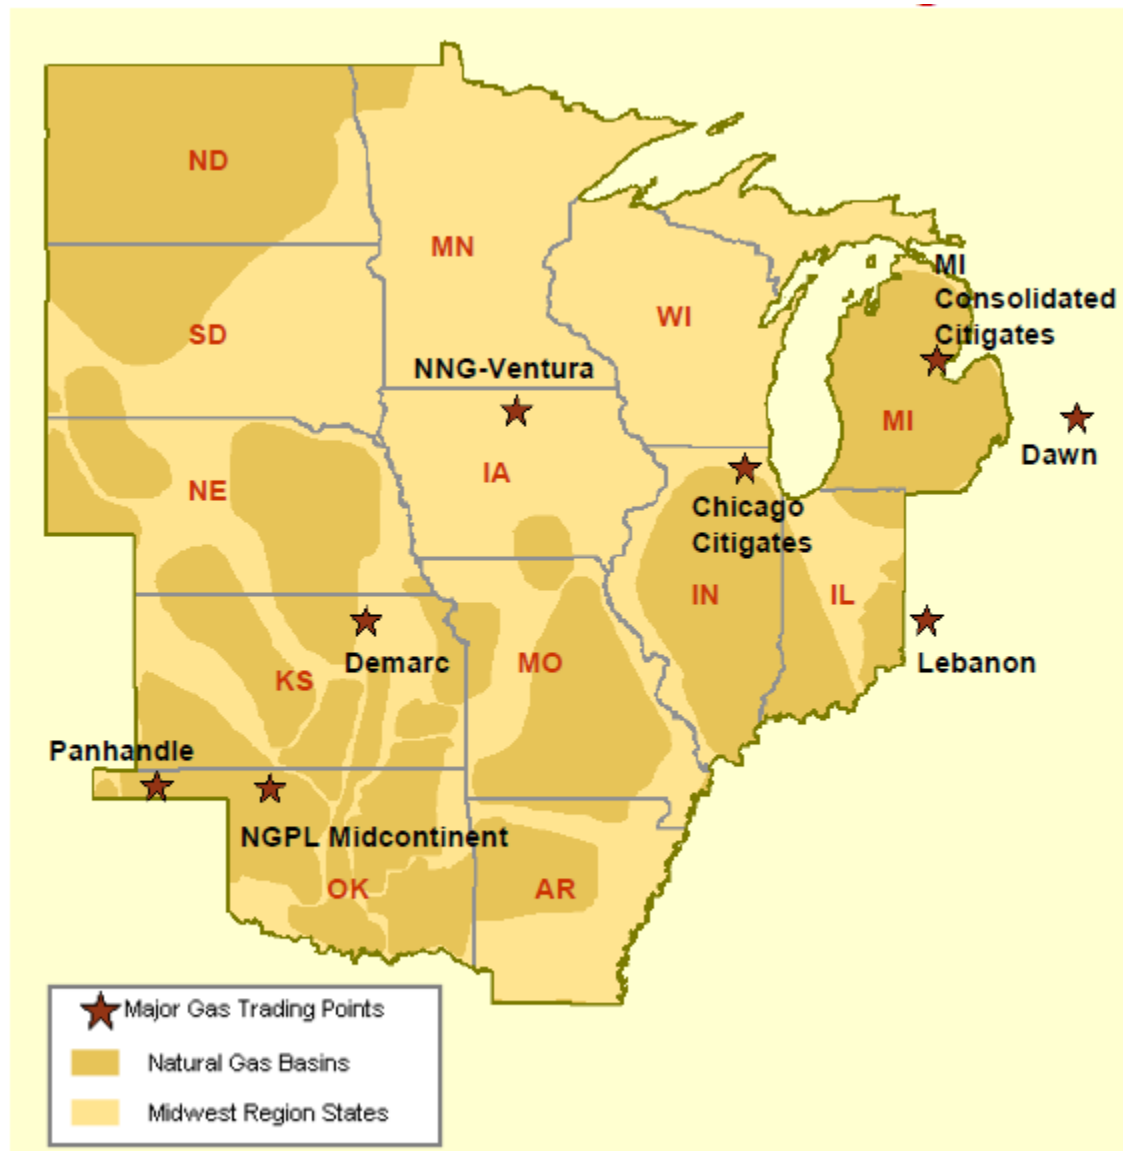 ND
MN
MI
Consolidated
Citigates
WI
SD
NNG-Ventura
MI
Dawn
IA
NE
Chicago
Citigates
IN
IL
Demarc
MO
Lebanon
KS
Panhandle
NGPL Midcontinent
OK
AR
Major Gas Trading Points
Natural Gas Basins
Midwest Region States